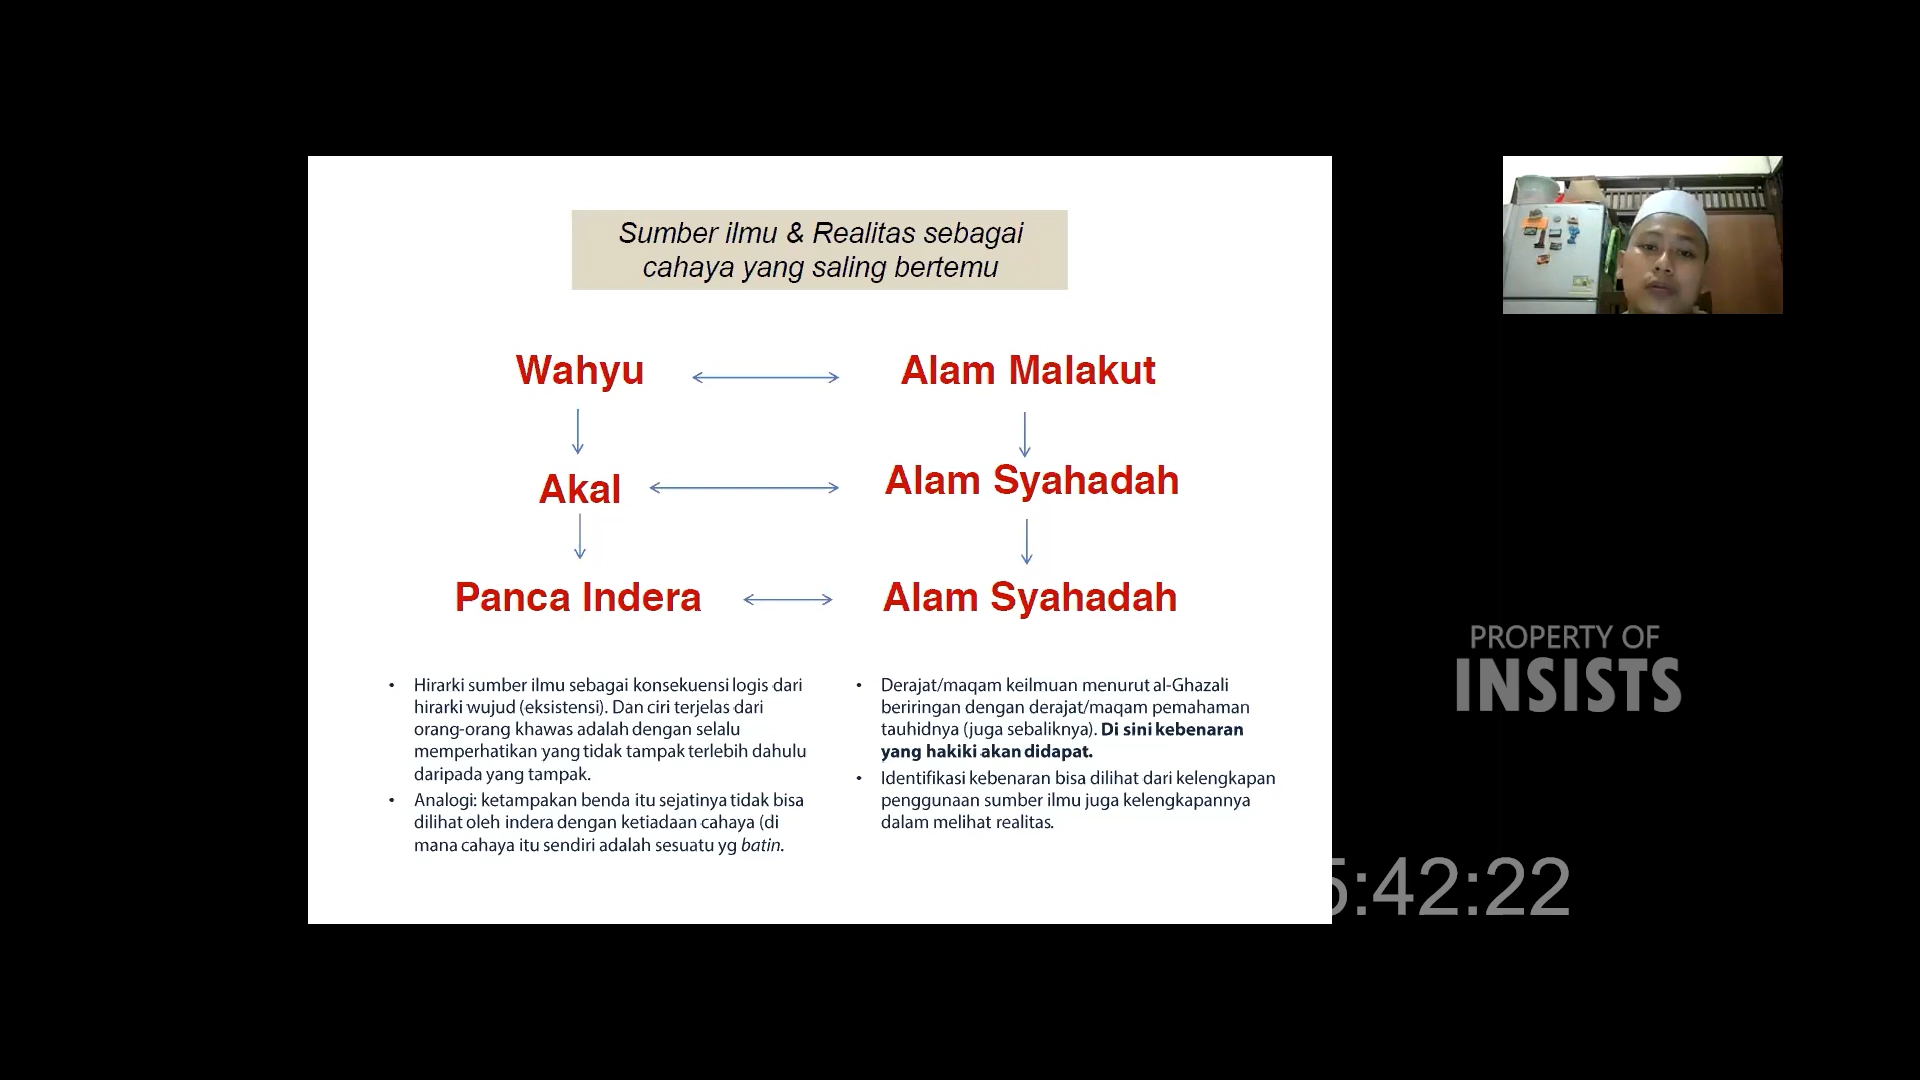 Sumber ilmu & Realitas sebagai
cahaya yang saling bertemu
Wahyu
Alam Malakut
Akal
Alam Syahadah
Panca Indera
Alam Syahadah
• Hirarki sumber ilmu sebagai konsekuensi logis dari
hirarki wujud (eksistensi). Dan ciri terjelas dari
orang-orang khawas adalah dengan selalu
memperhatikan yang tidak tampak terlebih dahulu
daripada yang tampak.
• Analogi: ketampakan benda itu sejatinya tidak bisa
dilihat oleh indera dengan ketiadaan cahaya (di
mana cahaya itu sendiri adalah sesuatu yg batin.
• Derajat/maqam keilmuan menurut al-Ghazali
beriringan dengan derajat/maqam pemahaman
tauhidnya (juga sebaliknya). Di sini kebenaran
yang hakiki akan didapat.
• Identifikasi kebenaran bisa dilihat dari kelengkapan
penggunaan sumber ilmu juga kelengkapannya
dalam melihat realitas.
PROPERTY OF
INSISTS
5:42:22